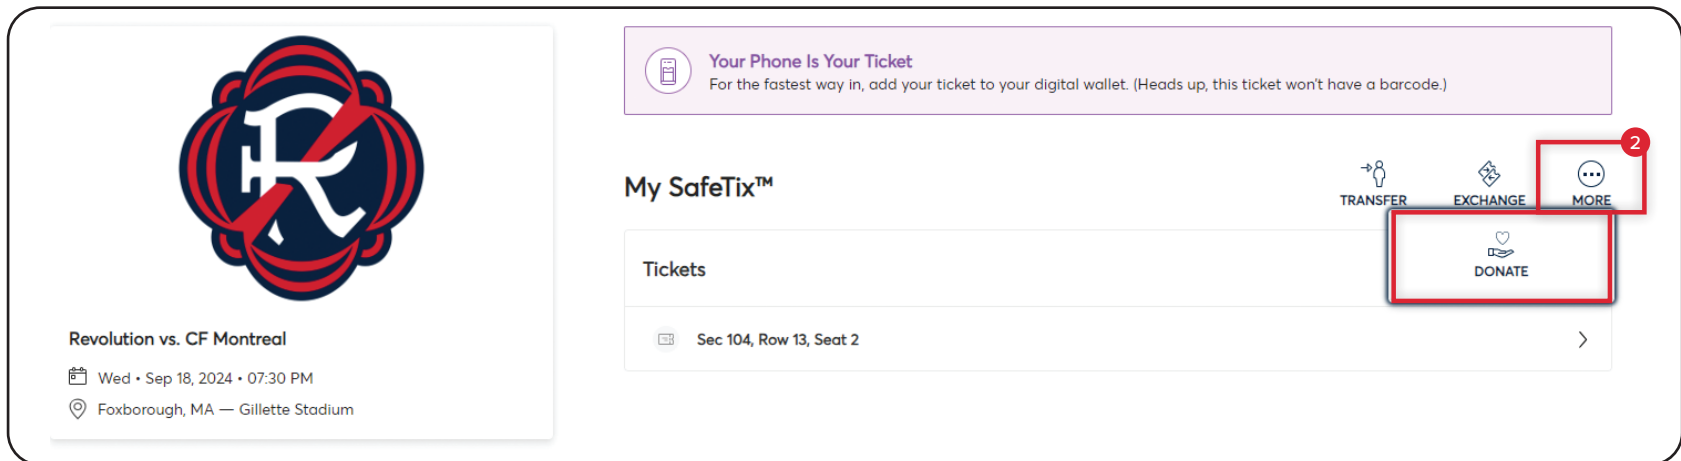 Your Phone Is Your Ticket
For the fastest way in, add your ticket to your digital wallet. (Heads up, this ticket won't have a barcode.)
2
My SafeTix™
TRANSFER
EXCHANGE
MORE
DONATE
Tickets
Sec 104, Row 13, Seat 2
R
Revolution vs. CF Montreal
Wed • Sep 18, 2024 • 07:30 PM
Foxborough, MA — Gillette Stadium